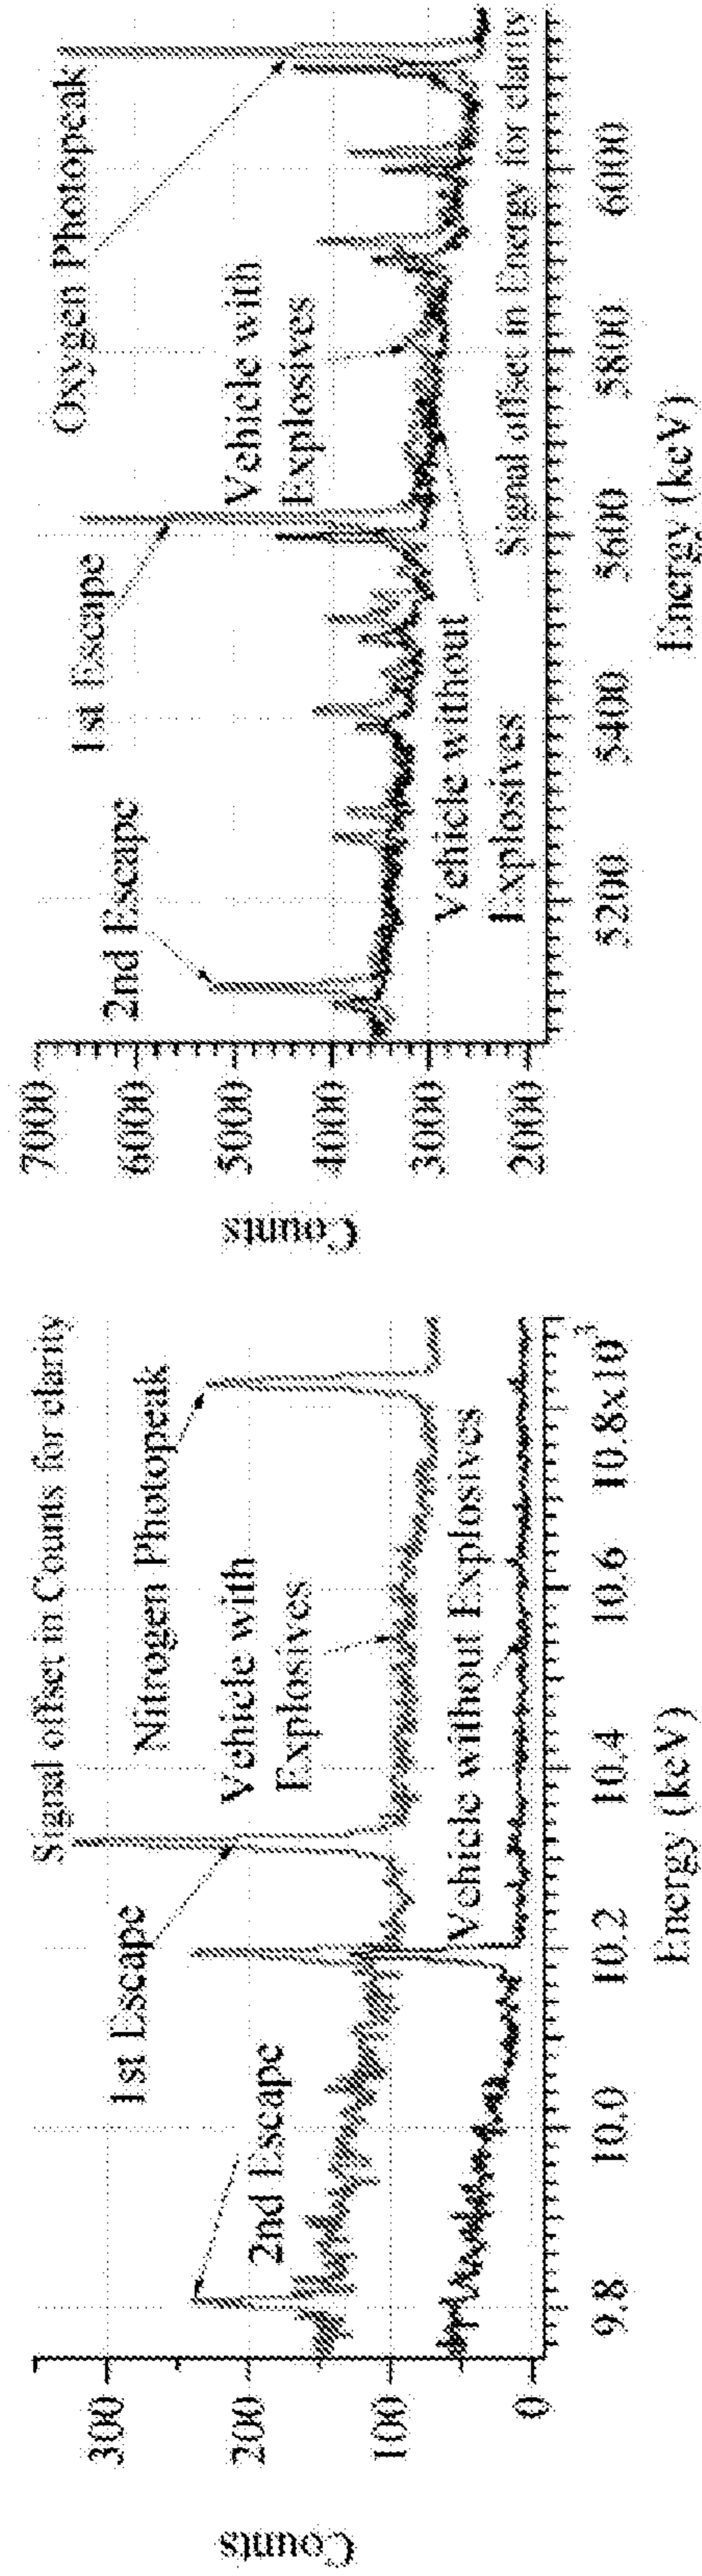 Signal offset in Counts for clarity
Counts
300
200
100
0
Nitrogen Photopeak
1st Escape
2nd Escape
Vehicle with
Explosives
Vehicle without Explosives
9.8
10.0
10.2
10.4
10.6
10.8x10³
Energy (keV)
Counts
7000
6000
5000
4000
3000
2000
Oxygen Photopeak
1st Escape
2nd Escape
Vehicle with
Explosives
Vehicle without
Explosives
Signal offset in Energy for clarity
5200
5400
5600
5800
6000
Energy (keV)